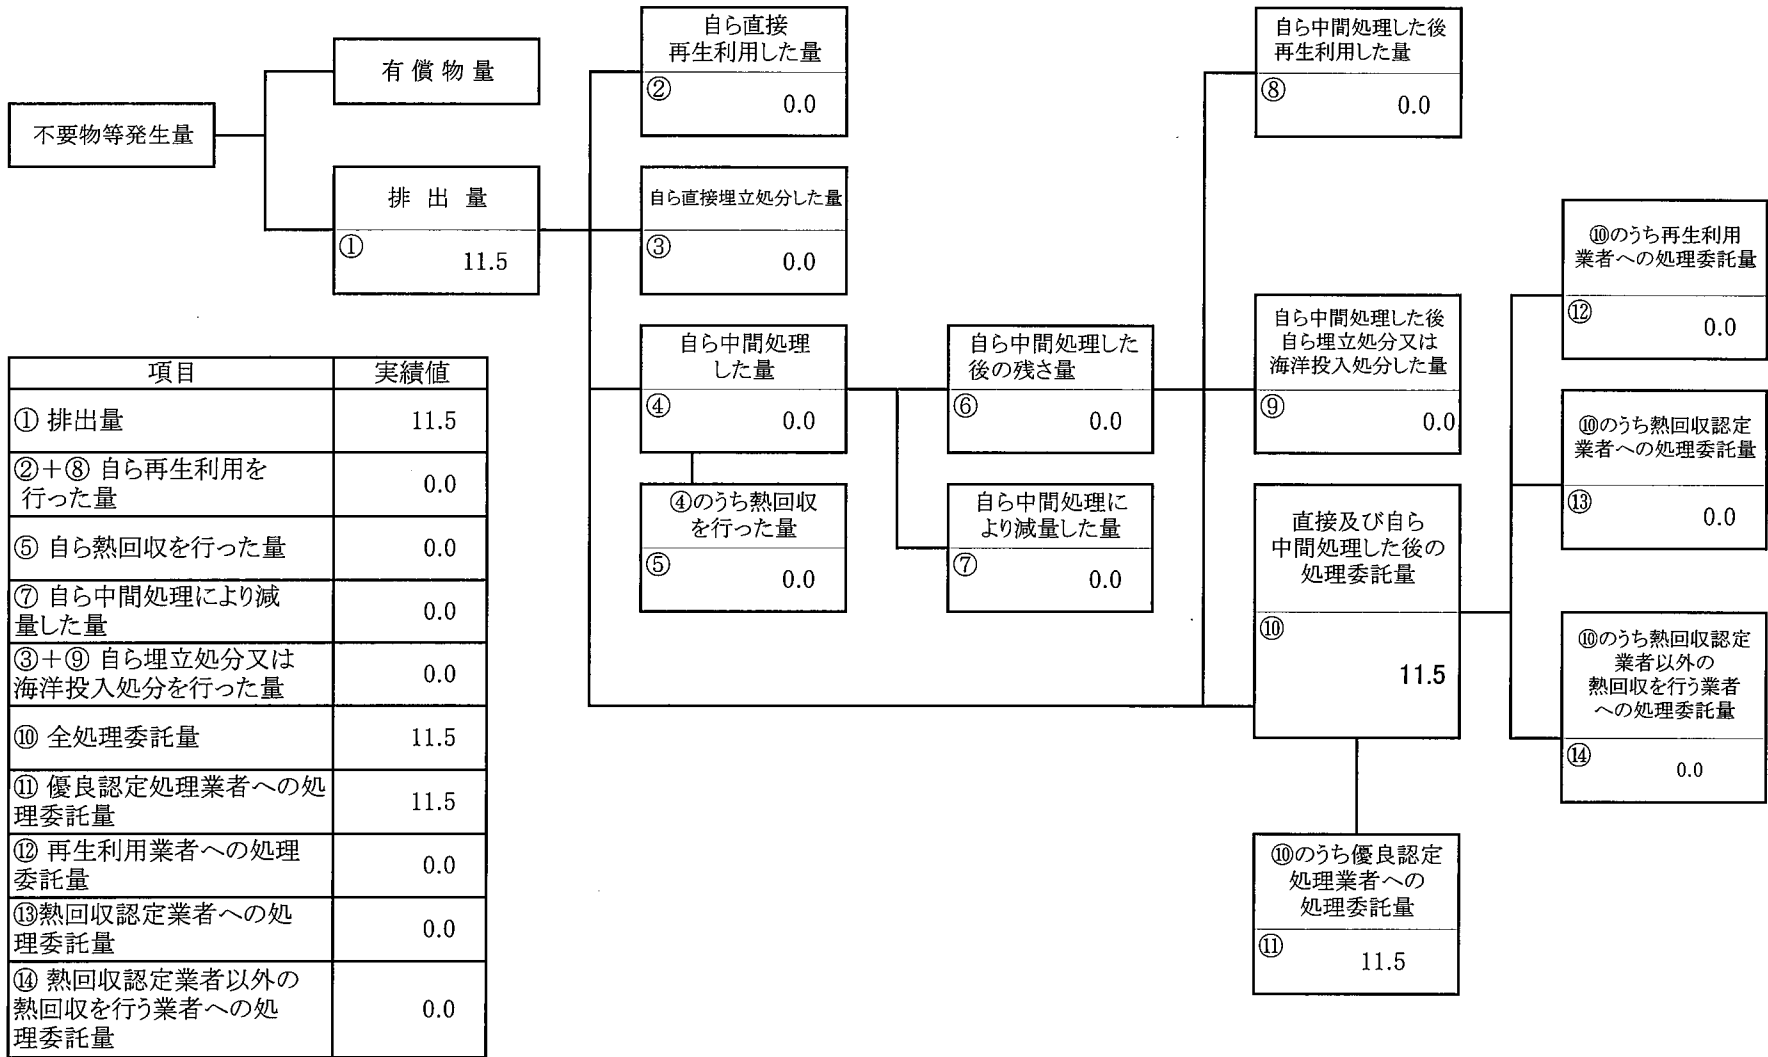 不要物等発生量
有償物量
排出量
①
11.5
自ら直接
再生利用した量
②
0.0
自ら直接埋立処分した量
③
0.0
自ら中間処理
した量
④
0.0
④のうち熱回収
を行った量
⑤
0.0
自ら中間処理した
後の残さ量
⑥
0.0
自ら中間処理に
より減量した量
⑦
0.0
自ら中間処理した後
再生利用した量
⑧
0.0
自ら中間処理した後
自ら埋立処分又は
海洋投入処分した量
⑨
0.0
直接及び自ら
中間処理した後の
処理委託量
⑩
11.5
⑩のうち優良認定
処理業者への
処理委託量
⑪
11.5
⑩のうち再生利用
業者への処理委託量
⑫
0.0
⑩のうち熱回収認定
業者への処理委託量
⑬
0.0
⑩のうち熱回収認定
業者以外の
熱回収を行う業者
への処理委託量
⑭
0.0
項目 実績値
① 排出量 11.5
②＋⑧ 自ら再生利用を
行った量 0.0
⑤ 自ら熱回収を行った量 0.0
⑦ 自ら中間処理により減
量した量 0.0
③＋⑨ 自ら埋立処分又は
海洋投入処分を行った量 0.0
⑩ 全処理委託量 11.5
⑪ 優良認定処理業者への処
理委託量 11.5
⑫ 再生利用業者への処理
委託量 0.0
⑬熱回収認定業者への処
理委託量 0.0
⑭ 熱回収認定業者以外の
熱回収を行う業者への処
理委託量 0.0